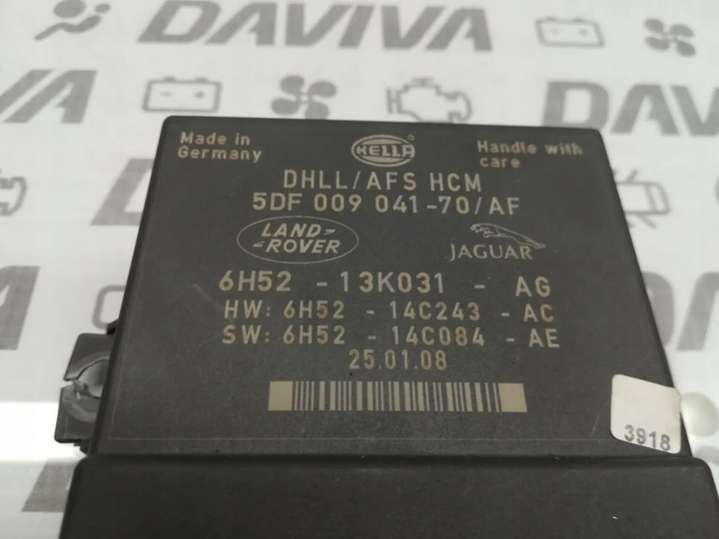 DAVIVA
DAVIVA
Made in
Germany
HELLA
Handle with
care
DHLL/AFS HCM
5DF 009 041-70/AF
LAND-
-ROVER
JAGUAR
6H52 - 13K031 - AG
HW: 6H52 - 14C243 - AC
SW: 6H52 - 14C084 - AE
25.01.08
3918